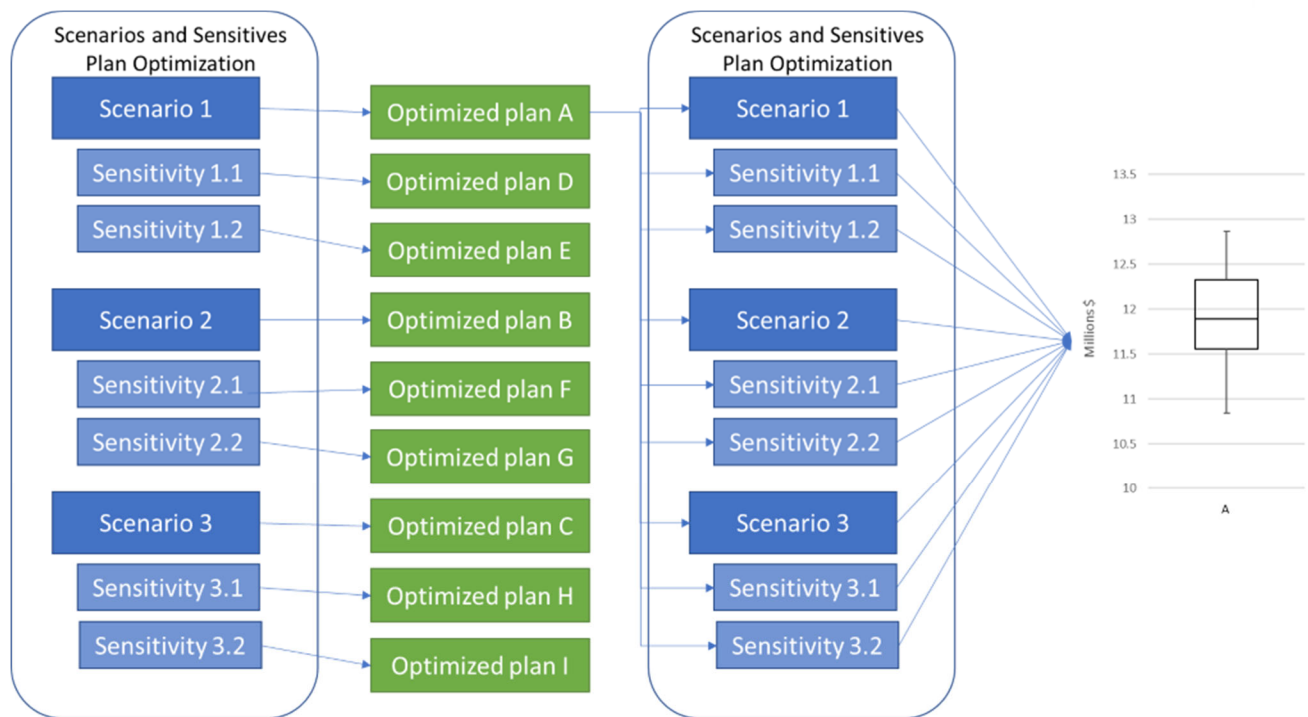 Scenarios and Sensitives
Plan Optimization
Scenario 1
Sensitivity 1.1
Sensitivity 1.2
Scenario 2
Sensitivity 2.1
Sensitivity 2.2
Scenario 3
Sensitivity 3.1
Sensitivity 3.2
Optimized plan A
Optimized plan D
Optimized plan E
Optimized plan B
Optimized plan F
Optimized plan G
Optimized plan C
Optimized plan H
Optimized plan I
Scenarios and Sensitives
Plan Optimization
Scenario 1
Sensitivity 1.1
Sensitivity 1.2
Scenario 2
Sensitivity 2.1
Sensitivity 2.2
Scenario 3
Sensitivity 3.1
Sensitivity 3.2
Millions $
13.5
13
12.5
12
11.5
11
10.5
10
A